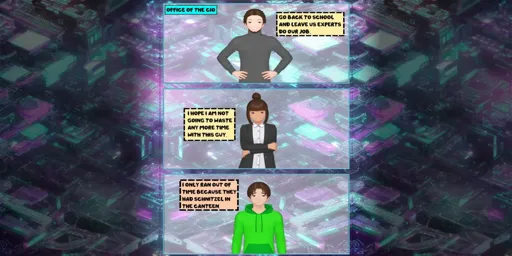 OFFICE OF THE CIO
GO BACK TO SCHOOL
AND LEAVE US EXPERTS
DO OUR JOB
I HOPE I AM NOT
GOING TO WASTE
ANY MORE TIME
WITH THIS GUY.
I ONLY RAN OUT OF
TIME BECAUSE THEY
HAD SCHNITZEL IN
THE CANTEEN